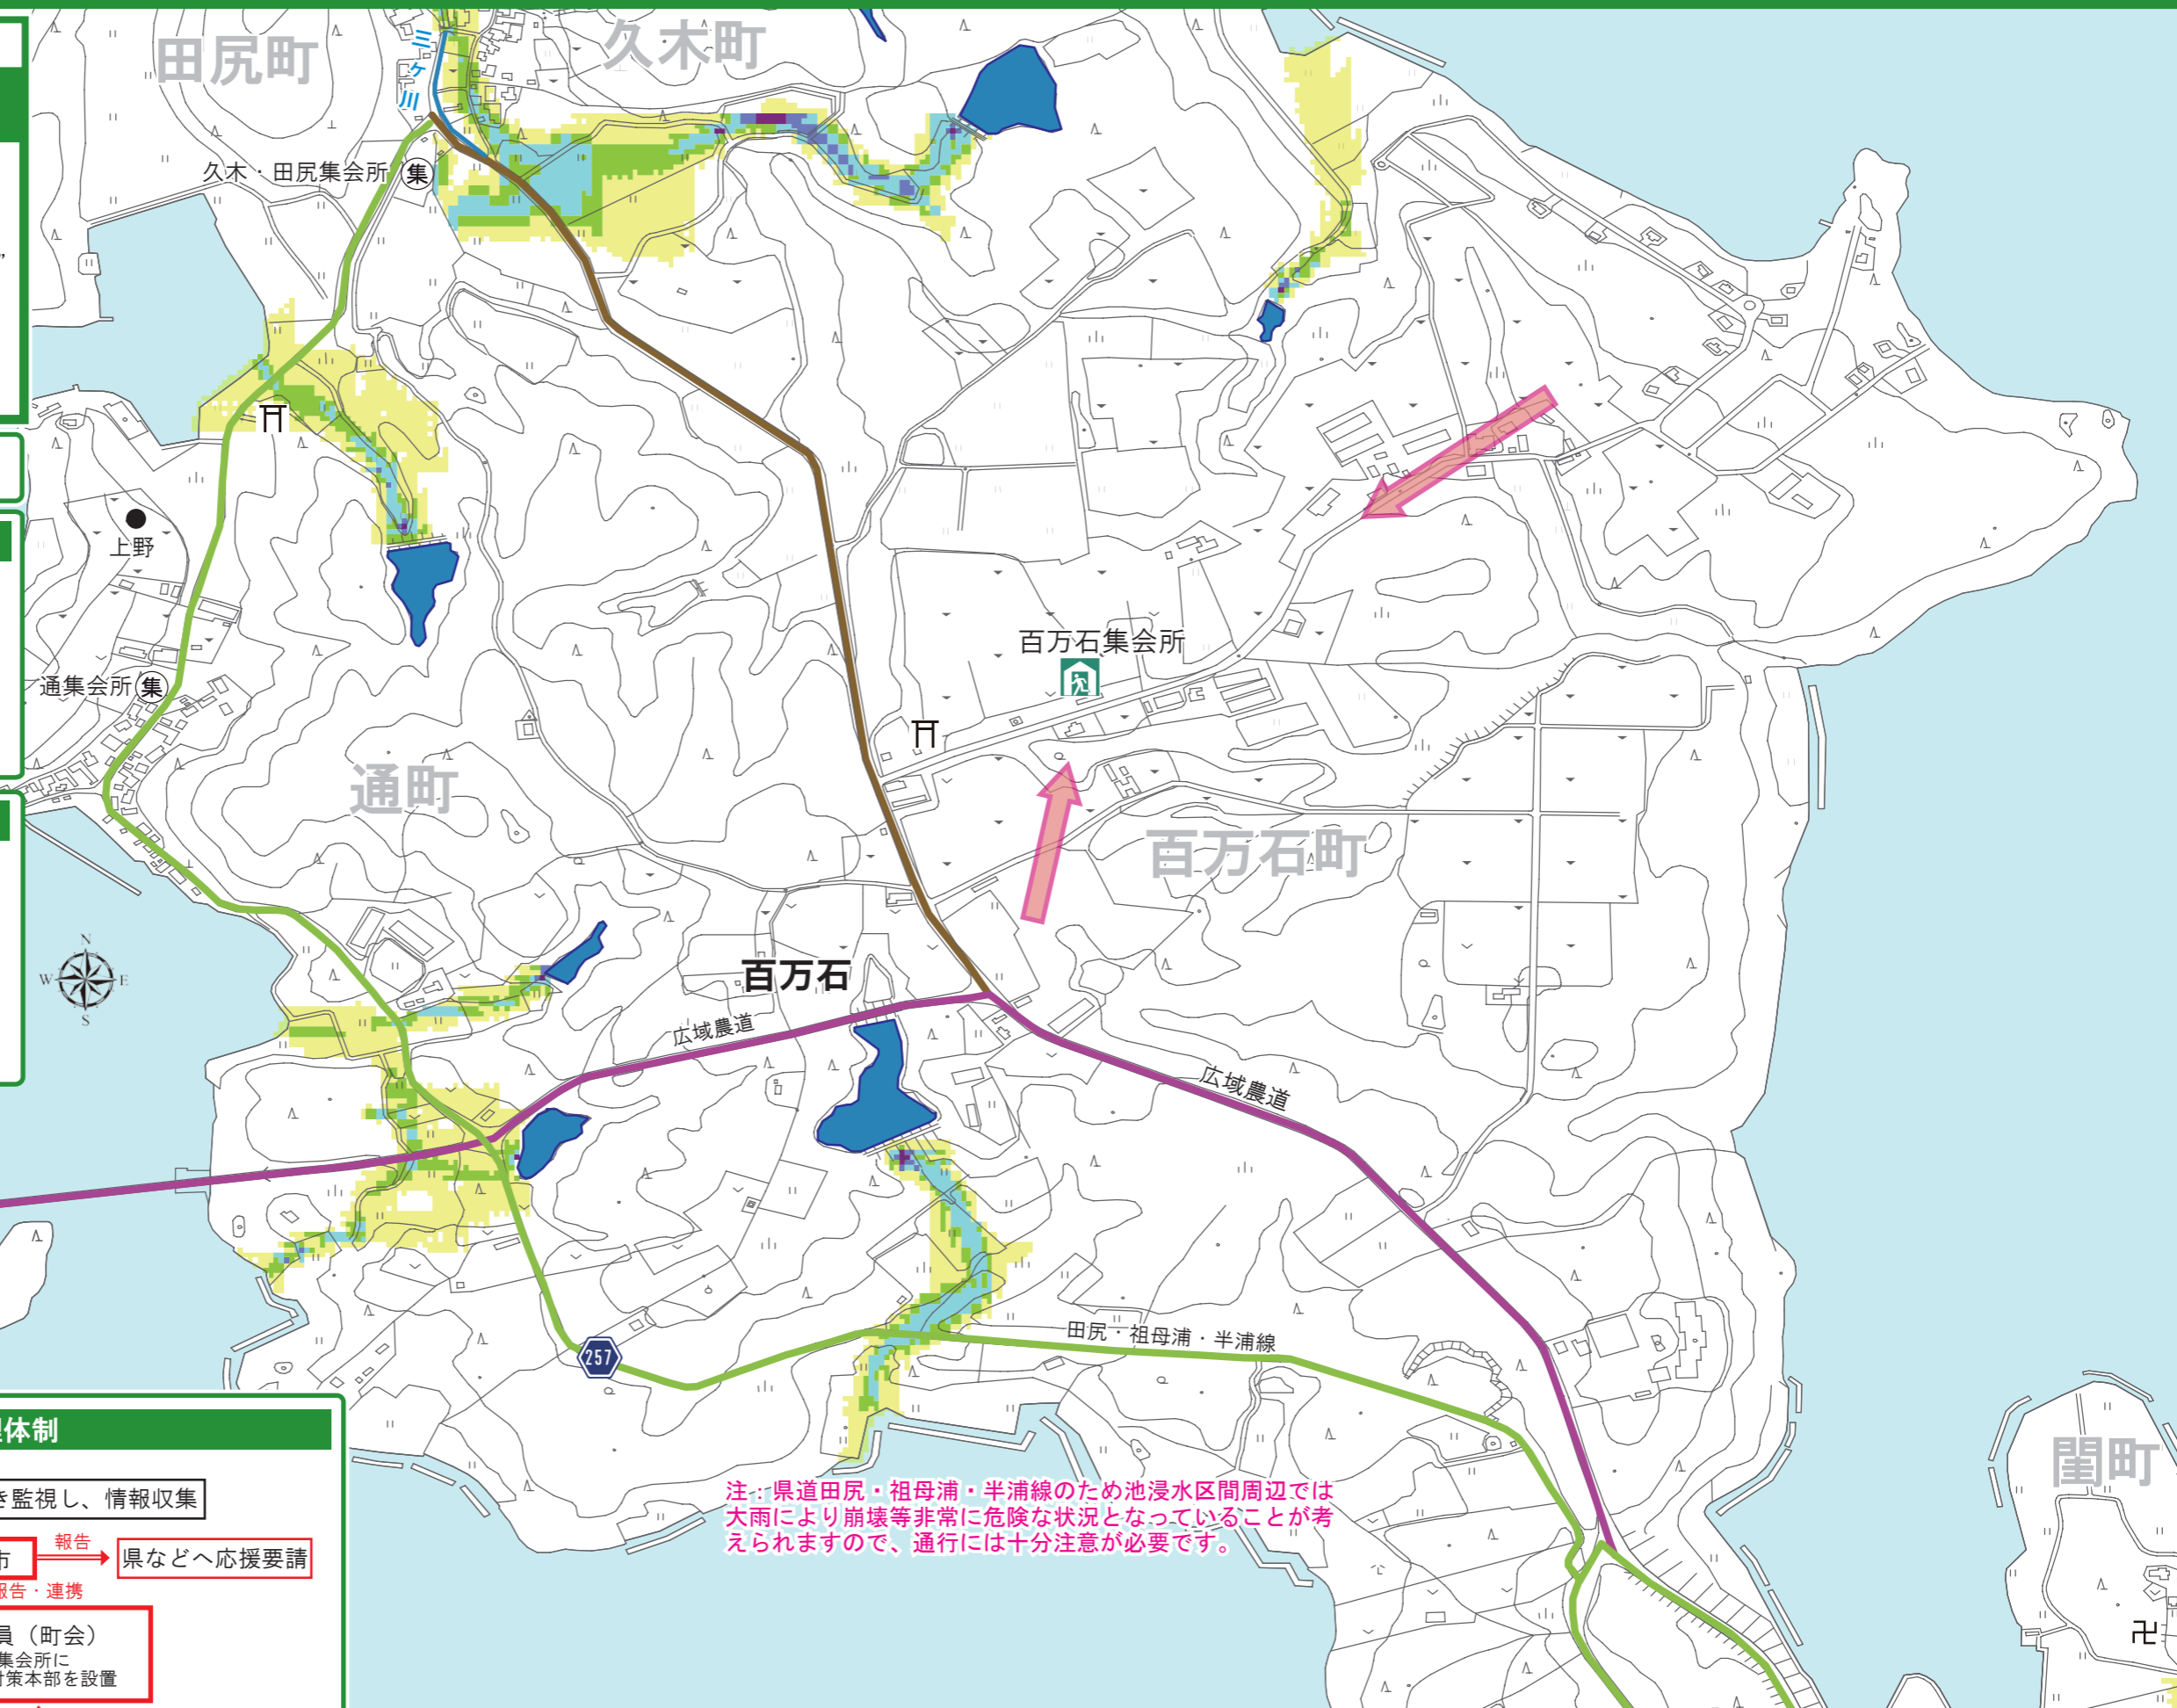 田尻町
久木町
三ヶ川
久木・田尻集会所
集
上野
通集会所
集
百万石集会所
通町
百万石町
N
W
E
S
百万石
広域農道
広域農道
257
田尻・祖母浦・半浦線
閨町
注：県道田尻・祖母浦・半浦線のため池浸水区間周辺では
大雨により崩壊等非常に危険な状況となっていることが考
えられますので、通行には十分注意が必要です。
体制
き監視し、情報収集
市
報告
県などへ応援要請
報告・連携
員（町会）
集会所に
対策本部を設置